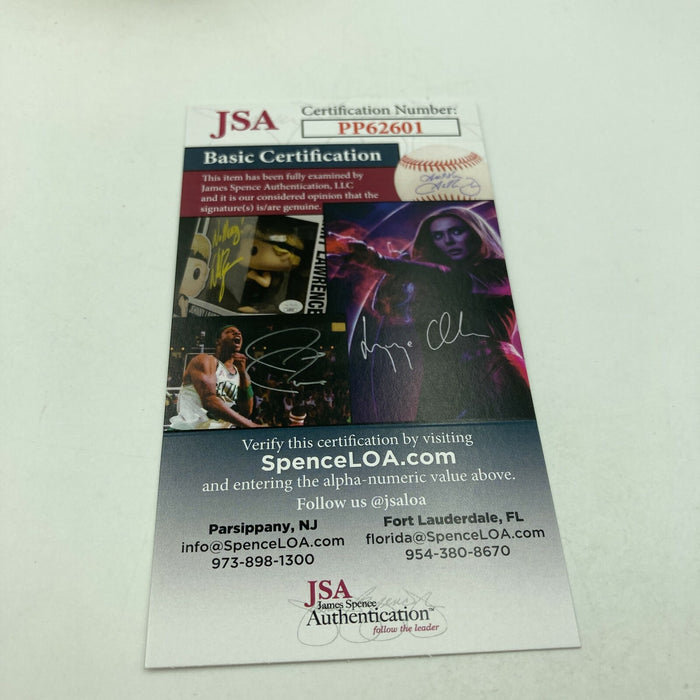 JSA
Certification Number:
PP62601
Basic Certification
This item has been fully examined by
James Spence Authentication, LLC
and it is our considered opinion that the
signature(s) is/are genuine.
LAWRENCE
Verify this certification by visiting
SpenceLOA.com
and entering the alpha-numeric value above.
Follow us @jsaloa
Parsippany, NJ
info@SpenceLOA.com
973-898-1300
Fort Lauderdale, FL
florida@SpenceLOA.com
954-380-8670
JSA
James Spence
Authentication™
follow the leader